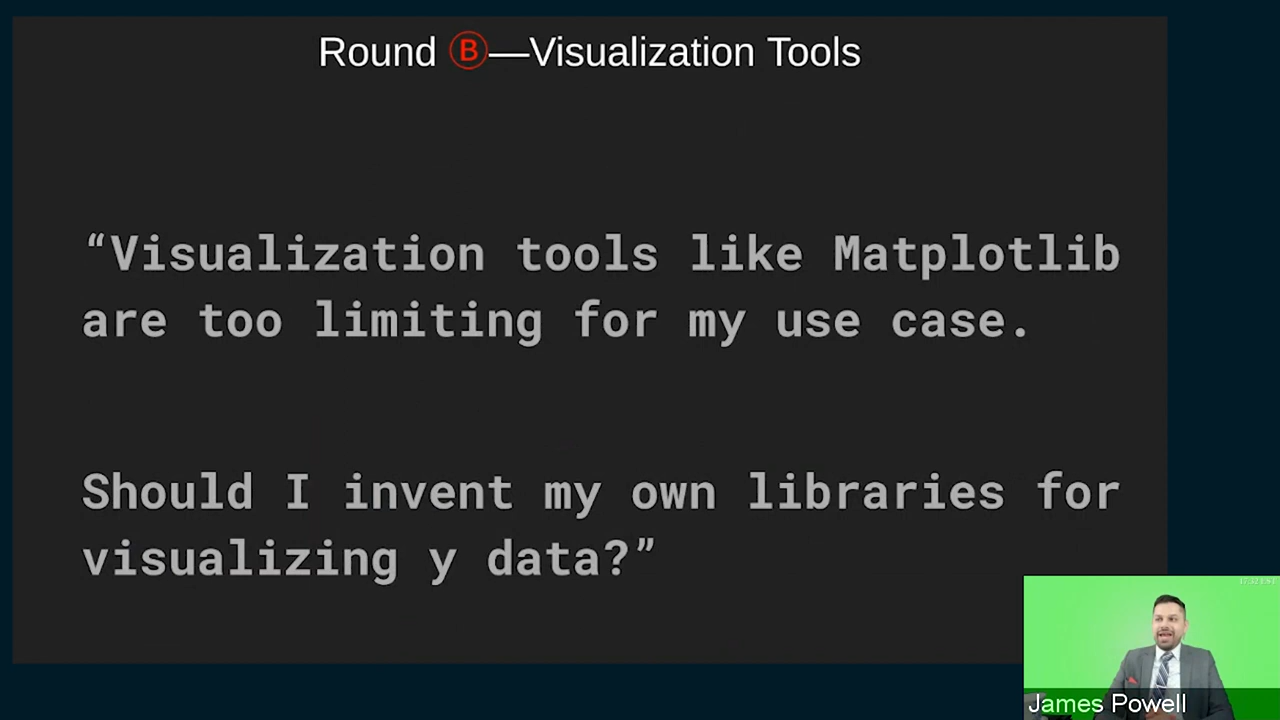 Round Ⓑ—Visualization Tools
“Visualization tools like Matplotlib
are too limiting for my use case.
Should I invent my own libraries for
visualizing y data?”
James Powell